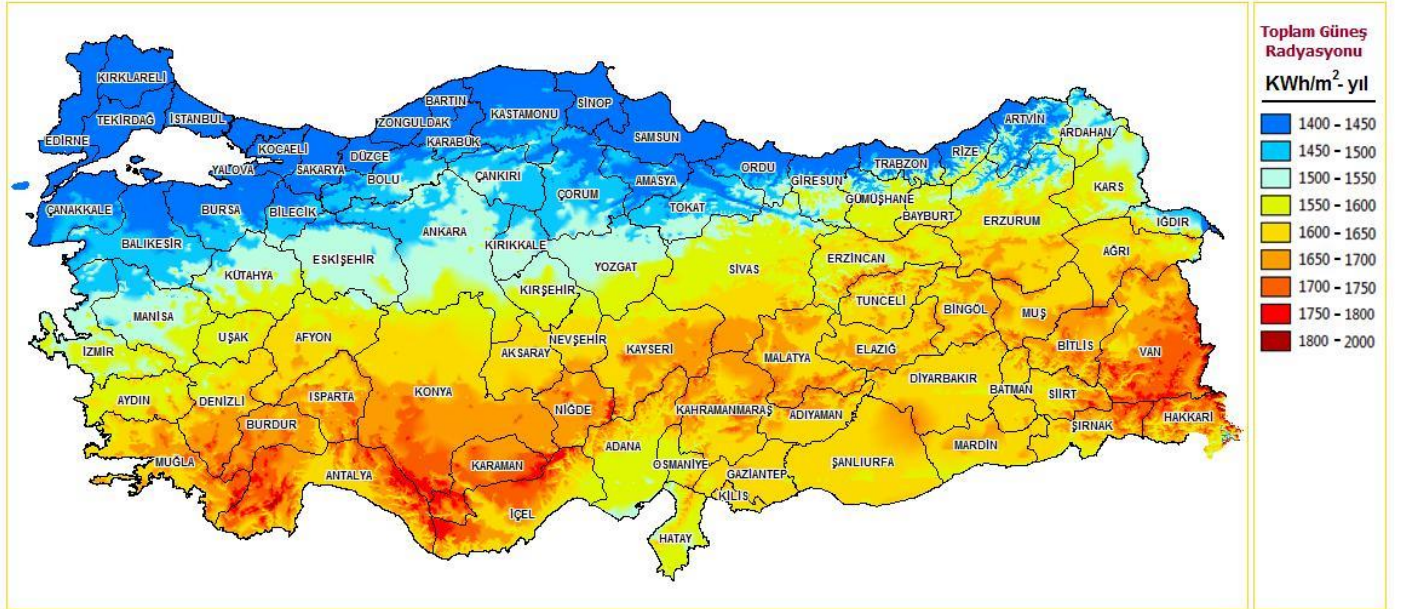 KIRKLARELİ
TEKİRDAĞ
İSTANBUL
EDİRNE
KOCAELİ
YALOVA
SAKARYA
DÜZCE
BOLU
ZONGULDAK
BARTIN
KARABÜK
KASTAMONU
SİNOP
ÇANKIRI
SAMSUN
ÇORUM
AMASYA
TOKAT
ORDU
GİRESUN
TRABZON
RİZE
ARTVİN
ARDAHAN
KARS
GÜMÜŞHANE
BAYBURT
ERZURUM
IĞDIR
AĞRI
ÇANAKKALE
BURSA
BİLECİK
BALIKESİR
KÜTAHYA
ESKİŞEHİR
ANKARA
KIRIKKALE
YOZGAT
KIRŞEHİR
SİVAS
ERZİNCAN
TUNCELİ
BİNGÖL
MUŞ
BİTLİS
VAN
MANİSA
İZMİR
UŞAK
AFYON
AKSARAY
NEVŞEHİR
KAYSERİ
MALATYA
ELAZIĞ
DİYARBAKIR
BATMAN
SİİRT
ŞIRNAK
HAKKARİ
AYDIN
DENİZLİ
ISPARTA
BURDUR
KONYA
NİĞDE
KAHRAMANMARAŞ
ADIYAMAN
MARDİN
MUĞLA
ANTALYA
KARAMAN
İÇEL
ADANA
OSMANİYE
GAZİANTEP
KİLİS
ŞANLIURFA
HATAY
Toplam Güneş
Radyasyonu
KWh/m²- yıl
1400 - 1450
1450 - 1500
1500 - 1550
1550 - 1600
1600 - 1650
1650 - 1700
1700 - 1750
1750 - 1800
1800 - 2000